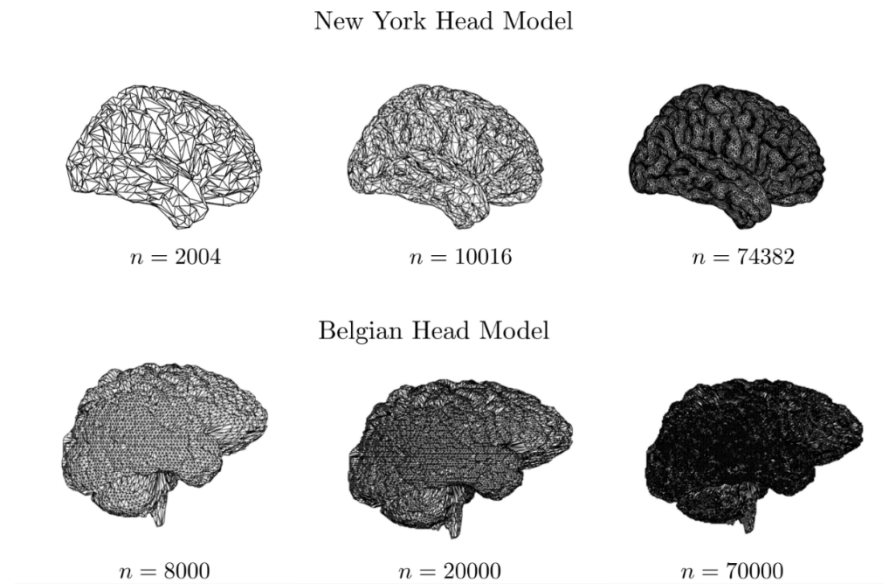 New York Head Model
n = 2004
n = 10016
n = 74382
Belgian Head Model
n = 8000
n = 20000
n = 70000